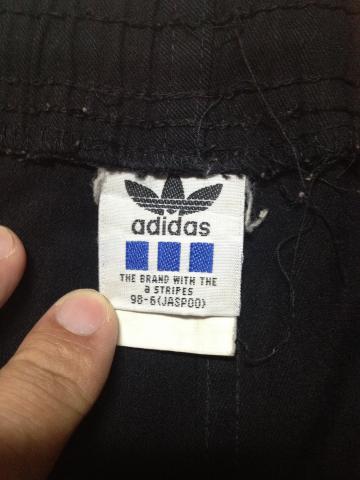 adidas
THE BRAND WITH THE
3 STRIPES
98-6(JASPOO)